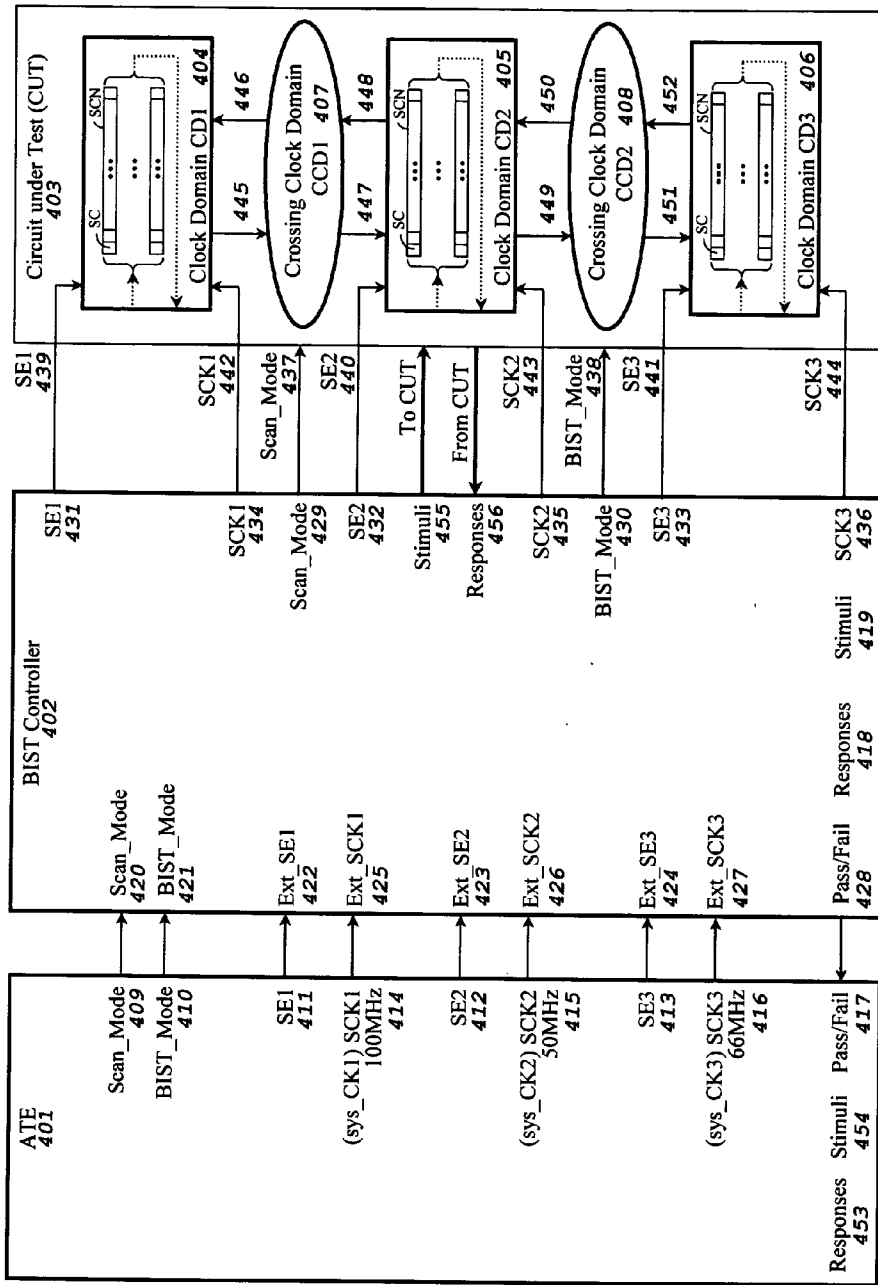 ATE
401
Scan_Mode
409
BIST_Mode
410
SE1
411
(sys_CK1) SCK1
100MHz
414
SE2
412
(sys_CK2) SCK2
50MHz
415
SE3
413
(sys_CK3) SCK3
66MHz
416
Responses
453
Stimuli
454
Pass/Fail
417
BIST Controller
402
Scan_Mode
420
BIST_Mode
421
Ext_SE1
422
Ext_SCK1
425
Ext_SE2
423
Ext_SCK2
426
Ext_SE3
424
Ext_SCK3
427
Pass/Fail
428
Responses
418
Stimuli
419
SE1
431
SCK1
434
Scan_Mode
429
SE2
432
Stimuli
455
Responses
456
SCK2
435
BIST_Mode
430
SE3
433
SCK3
436
SE1
439
SCK1
442
Scan_Mode
437
SE2
440
To CUT
From CUT
SCK2
443
BIST_Mode
438
SE3
441
SCK3
444
Circuit under Test (CUT)
403
SC
SCN
Clock Domain CD1
404
445
446
Crossing Clock Domain
CCD1
407
447
448
SC
SCN
Clock Domain CD2
405
449
450
Crossing Clock Domain
CCD2
408
451
452
SC
SCN
Clock Domain CD3
406